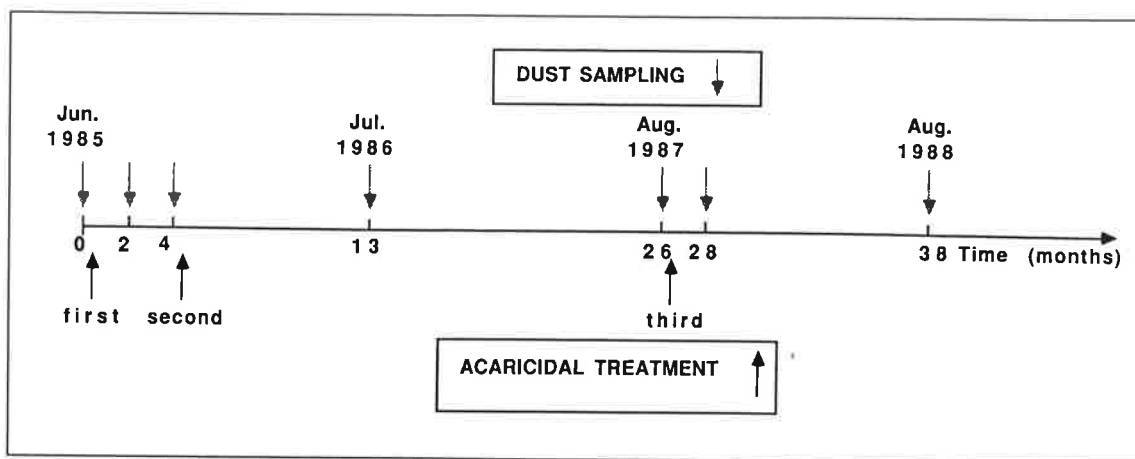 DUST SAMPLING
Jun.
1985
Jul.
1986
Aug.
1987
Aug.
1988
0 2 4 13 26 28 38 Time (months)
first second third
ACARICIDAL TREATMENT